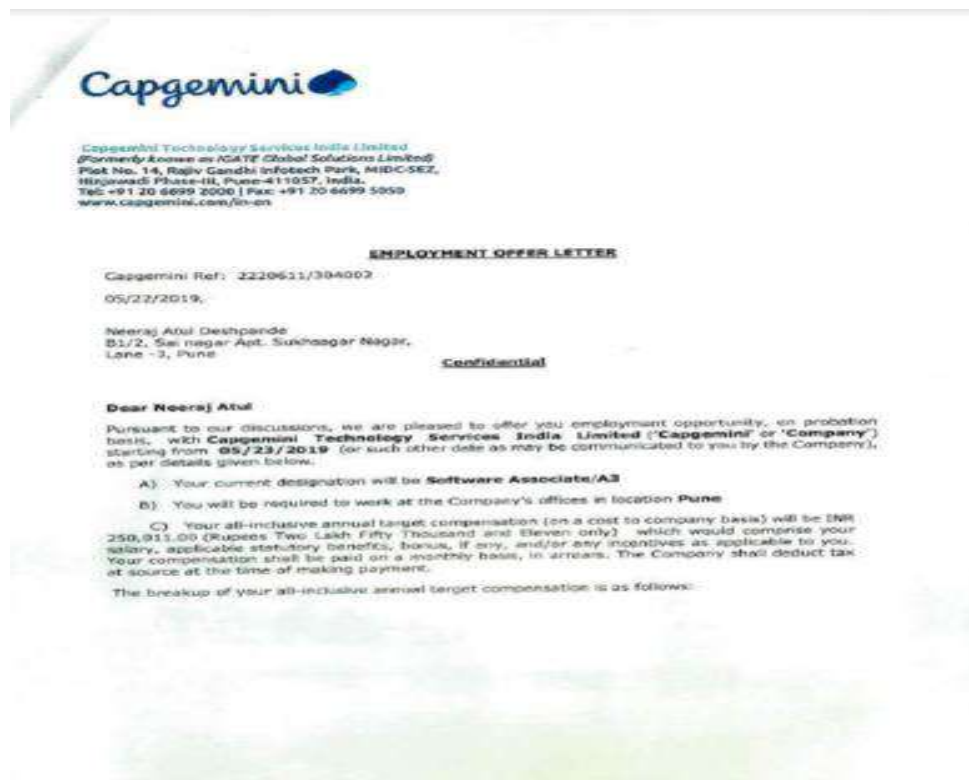 Capgemini
Capgemini Technology Services India Limited
(Formerly known as IGATE Global Solutions Limited)
Plot No. 14, Rajiv Gandhi Infotech Park, MIDC-SEZ,
Hinjawadi Phase-III, Pune-411057, India.
Tel: +91 20 6699 2000 | Fax: +91 20 6699 5050
www.capgemini.com/in-en
EMPLOYMENT OFFER LETTER
Capgemini Ref: 2220611/304002
05/22/2019,
Neeraj Atul Deshpande
B1/2, Sai nagar Apt. Sukhsagar Nagar,
Lane -3, Pune
Confidential
Dear Neeraj Atul
Pursuant to our discussions, we are pleased to offer you employment opportunity, on probation
basis, with Capgemini Technology Services India Limited ('Capgemini' or 'Company')
starting from 05/23/2019 (or such other date as may be communicated to you by the Company),
as per details given below.
A) Your current designation will be Software Associate/A3
B) You will be required to work at the Company's offices in location Pune
C) Your all-inclusive annual target compensation (on a cost to company basis) will be INR
250,011.00 (Rupees Two Lakh Fifty Thousand and Eleven only) which would comprise your
salary, applicable statutory benefits, bonus, if any, and/or any incentives as applicable to you.
Your compensation shall be paid on a monthly basis, in arrears. The Company shall deduct tax
at source at the time of making payment.
The breakup of your all-inclusive annual target compensation is as follows: